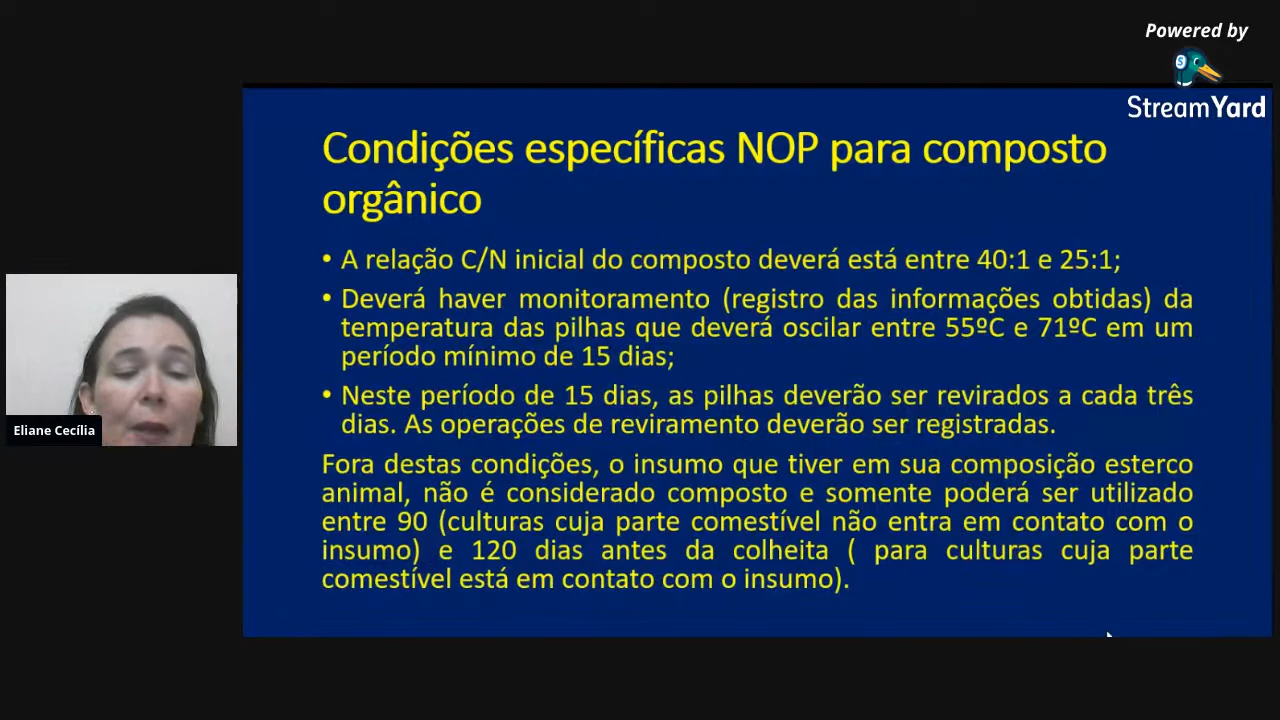 Powered by
StreamYard
Condições específicas NOP para composto
orgânico
• A relação C/N inicial do composto deverá está entre 40:1 e 25:1;
• Deverá haver monitoramento (registro das informações obtidas) da
temperatura das pilhas que deverá oscilar entre 55ºC e 71ºC em um
período mínimo de 15 dias;
• Neste período de 15 dias, as pilhas deverão ser revirados a cada três
dias. As operações de reviramento deverão ser registradas.
Fora destas condições, o insumo que tiver em sua composição esterco
animal, não é considerado composto e somente poderá ser utilizado
entre 90 (culturas cuja parte comestível não entra em contato com o
insumo) e 120 dias antes da colheita ( para culturas cuja parte
comestível está em contato com o insumo).
Eliane Cecília